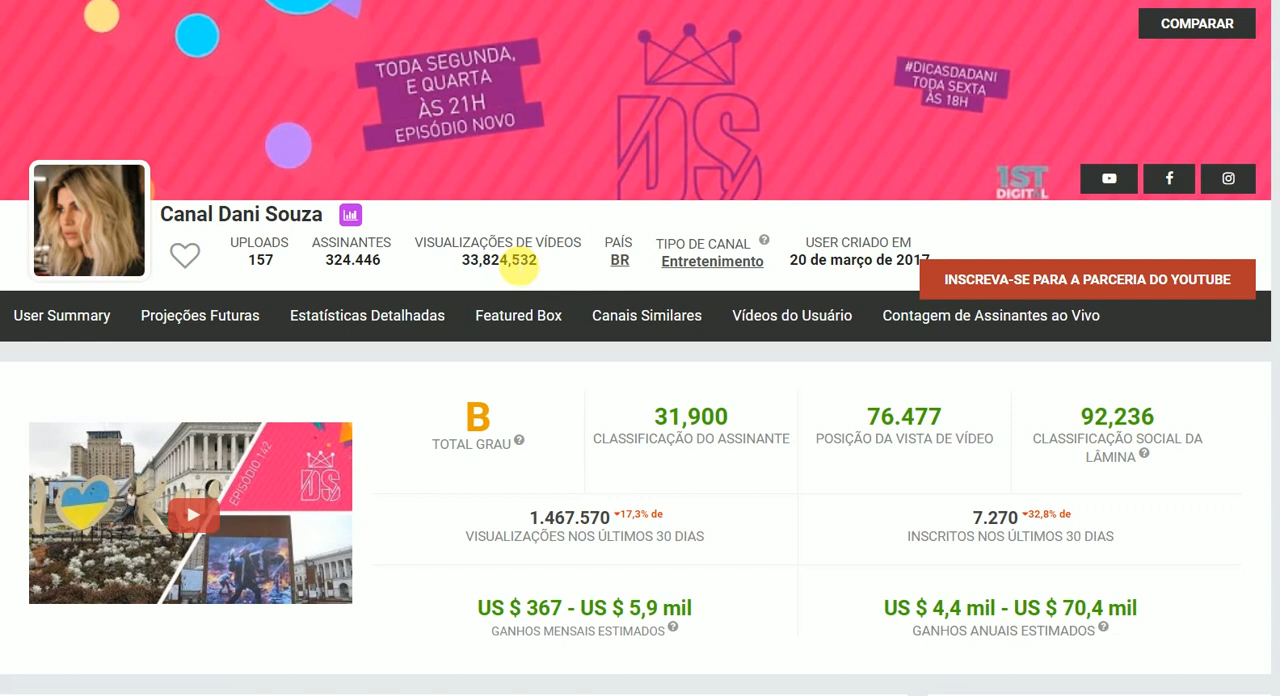 COMPARAR
TODA SEGUNDA,
E QUARTA
ÀS 21H
EPISÓDIO NOVO
#DICASDADANI
TODA SEXTA
ÀS 18H
DS
1ST
DIGITAL
Canal Dani Souza
UPLOADS
157
ASSINANTES
324.446
VISUALIZAÇÕES DE VÍDEOS
33,824,532
PAÍS
BR
TIPO DE CANAL
Entretenimento
USER CRIADO EM
20 de março de 2017
INSCREVA-SE PARA A PARCERIA DO YOUTUBE
User Summary
Projeções Futuras
Estatísticas Detalhadas
Featured Box
Canais Similares
Vídeos do Usuário
Contagem de Assinantes ao Vivo
EPISÓDIO 142
DS
B
TOTAL GRAU
31,900
CLASSIFICAÇÃO DO ASSINANTE
76.477
POSIÇÃO DA VISTA DE VÍDEO
92,236
CLASSIFICAÇÃO SOCIAL DA
LÂMINA
1.467.570 17,3% de
VISUALIZAÇÕES NOS ÚLTIMOS 30 DIAS
7.270 32,8% de
INSCRITOS NOS ÚLTIMOS 30 DIAS
US $ 367 - US $ 5,9 mil
GANHOS MENSAIS ESTIMADOS
US $ 4,4 mil - US $ 70,4 mil
GANHOS ANUAIS ESTIMADOS